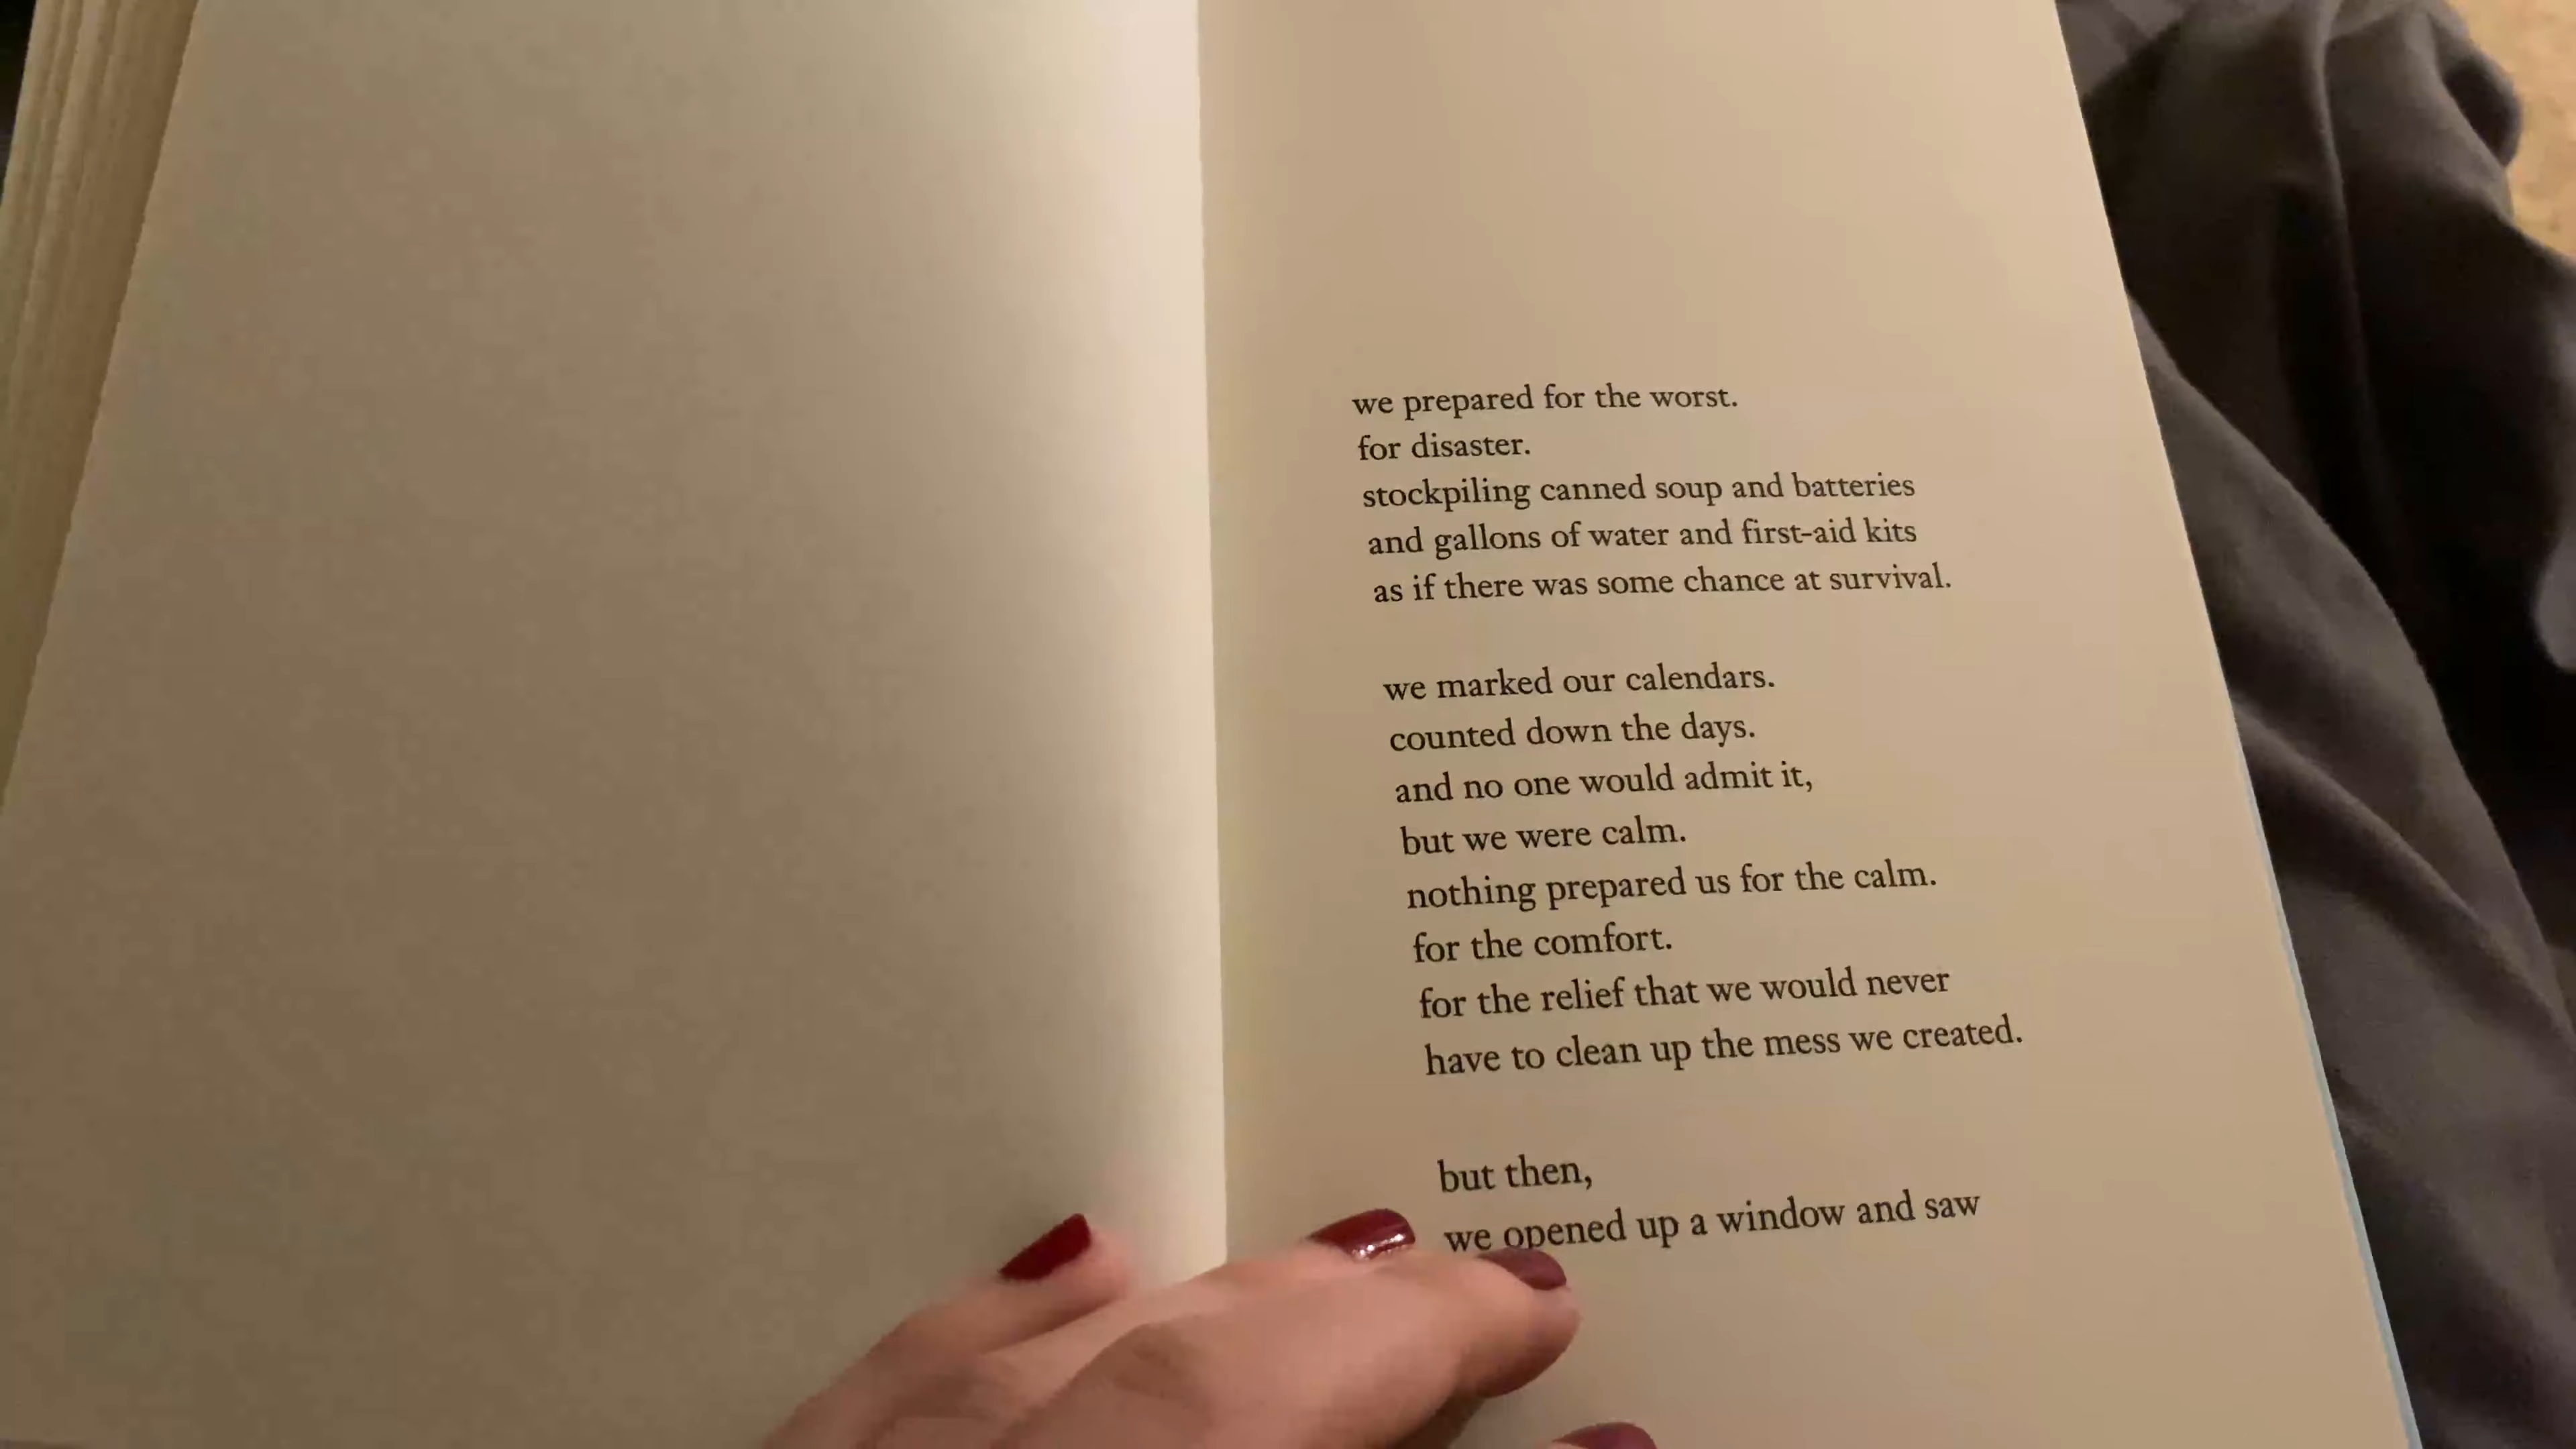 we prepared for the worst.
for disaster.
stockpiling canned soup and batteries
and gallons of water and first-aid kits
as if there was some chance at survival.
we marked our calendars.
counted down the days.
and no one would admit it,
but we were calm.
nothing prepared us for the calm.
for the comfort.
for the relief that we would never
have to clean up the mess we created.
but then,
we opened up a window and saw